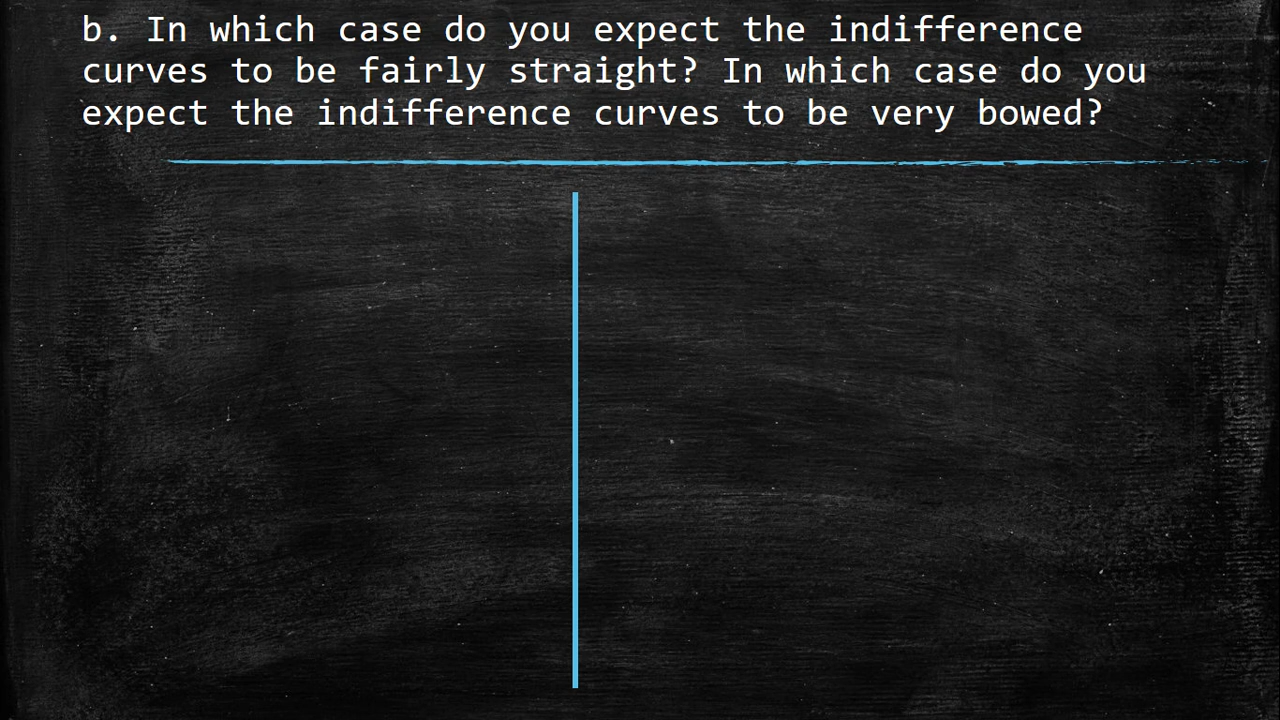 b. In which case do you expect the indifference
curves to be fairly straight? In which case do you
expect the indifference curves to be very bowed?